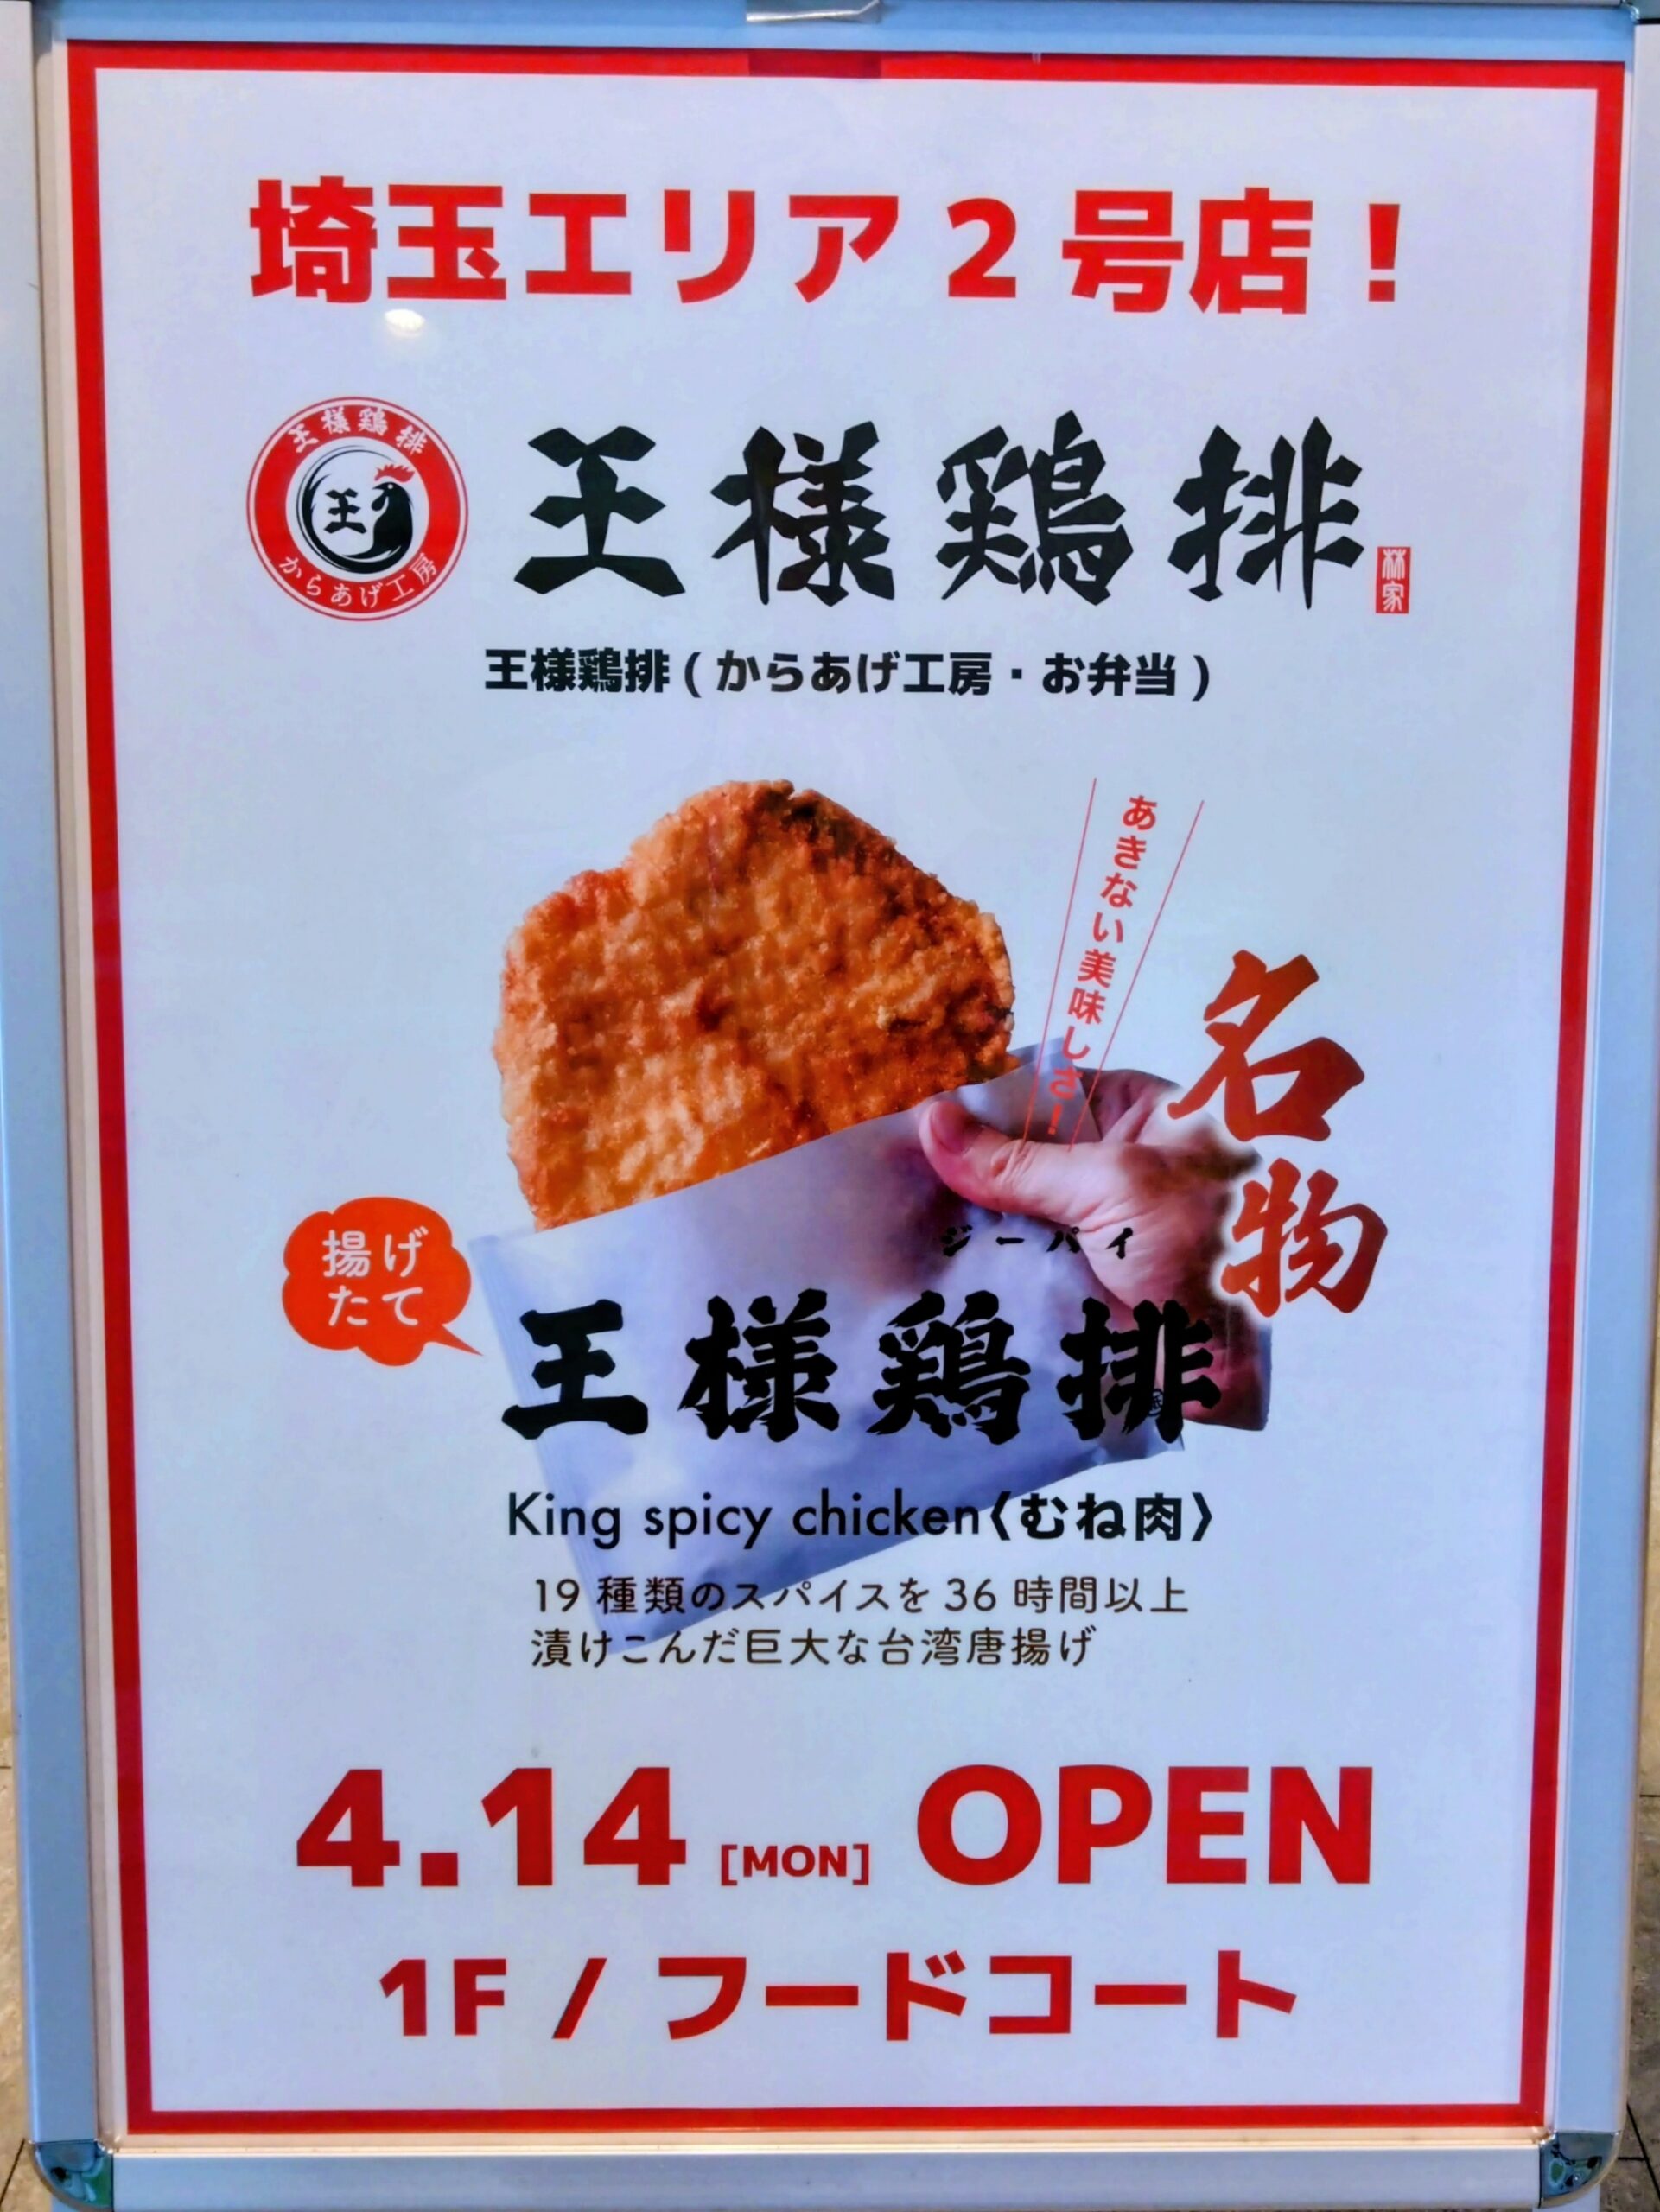 埼玉エリア2号店！
王様鶏排
王
からあげ工房
王様鶏排
林家
王様鶏排(からあげ工房・お弁当)
あきない美味しさ！
名物
揚げ
たて
ジーパイ
王様鶏排
King spicy chicken〈むね肉〉
19種類のスパイスを36時間以上
漬けこんだ巨大な台湾唐揚げ
4.14 [MON] OPEN
1F / フードコート